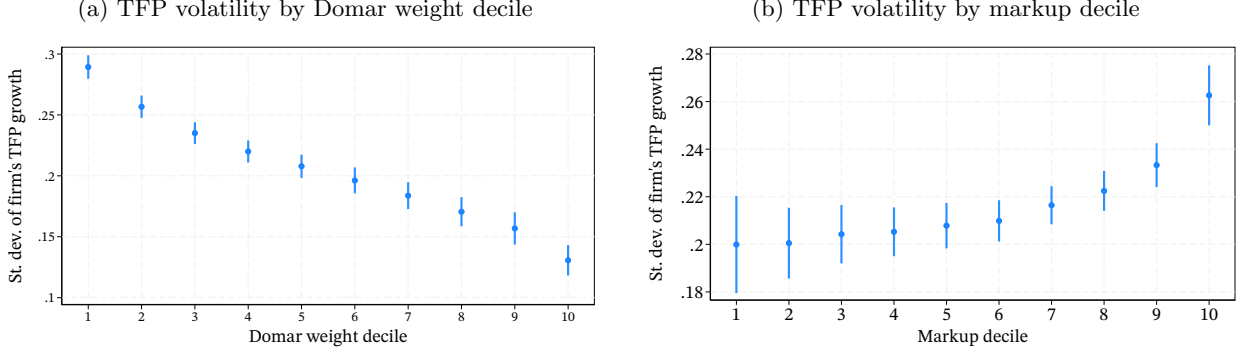 (a) TFP volatility by Domar weight decile
St. dev. of firm's TFP growth
.3
.25
.2
.15
.1
1 2 3 4 5 6 7 8 9 10
Domar weight decile
(b) TFP volatility by markup decile
St. dev. of firm's TFP growth
.28
.26
.24
.22
.2
.18
1 2 3 4 5 6 7 8 9 10
Markup decile